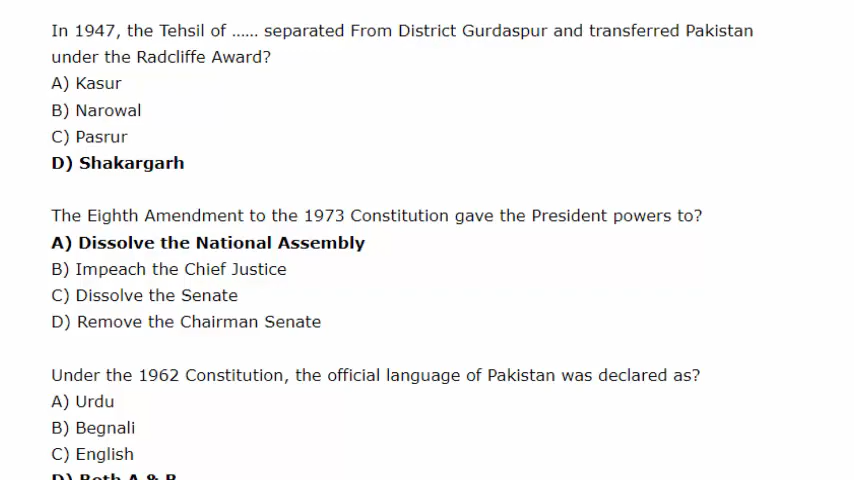 In 1947, the Tehsil of ...... separated From District Gurdaspur and transferred Pakistan
under the Radcliffe Award?
A) Kasur
B) Narowal
C) Pasrur
D) Shakargarh
The Eighth Amendment to the 1973 Constitution gave the President powers to?
A) Dissolve the National Assembly
B) Impeach the Chief Justice
C) Dissolve the Senate
D) Remove the Chairman Senate
Under the 1962 Constitution, the official language of Pakistan was declared as?
A) Urdu
B) Begnali
C) English
D) Both A & B